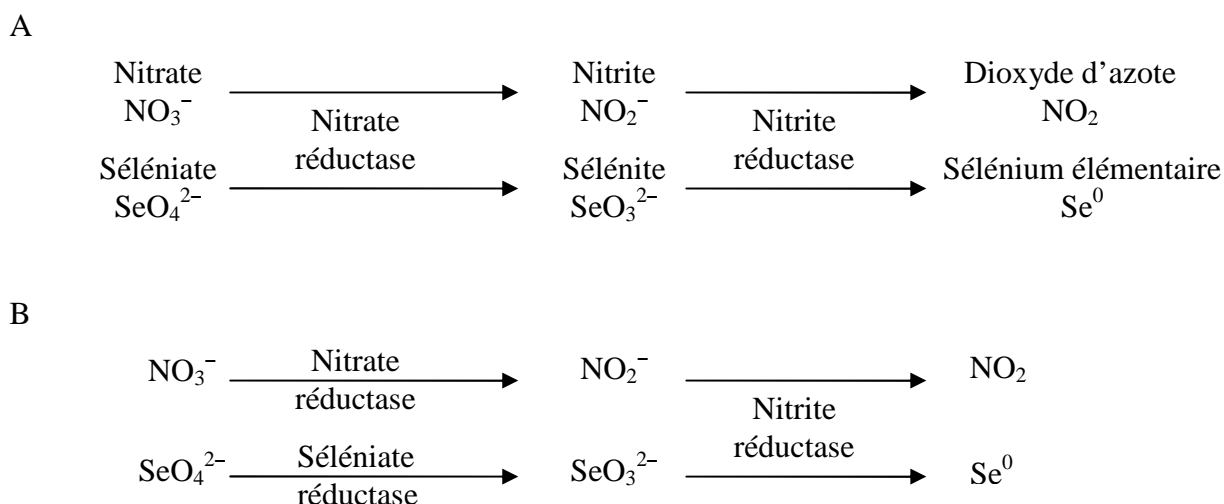 A
Nitrate Nitrite Dioxyde d’azote
NO₃⁻ NO₂⁻ NO₂
Nitrate Nitrite
réductase réductase
Séléniate Sélénite Sélénium élémentaire
SeO₄²⁻ SeO₃²⁻ Se⁰
B
NO₃⁻ Nitrate NO₂⁻ NO₂
réductase
Nitrite
réductase
SeO₄²⁻ Séléniate SeO₃²⁻ Se⁰
réductase